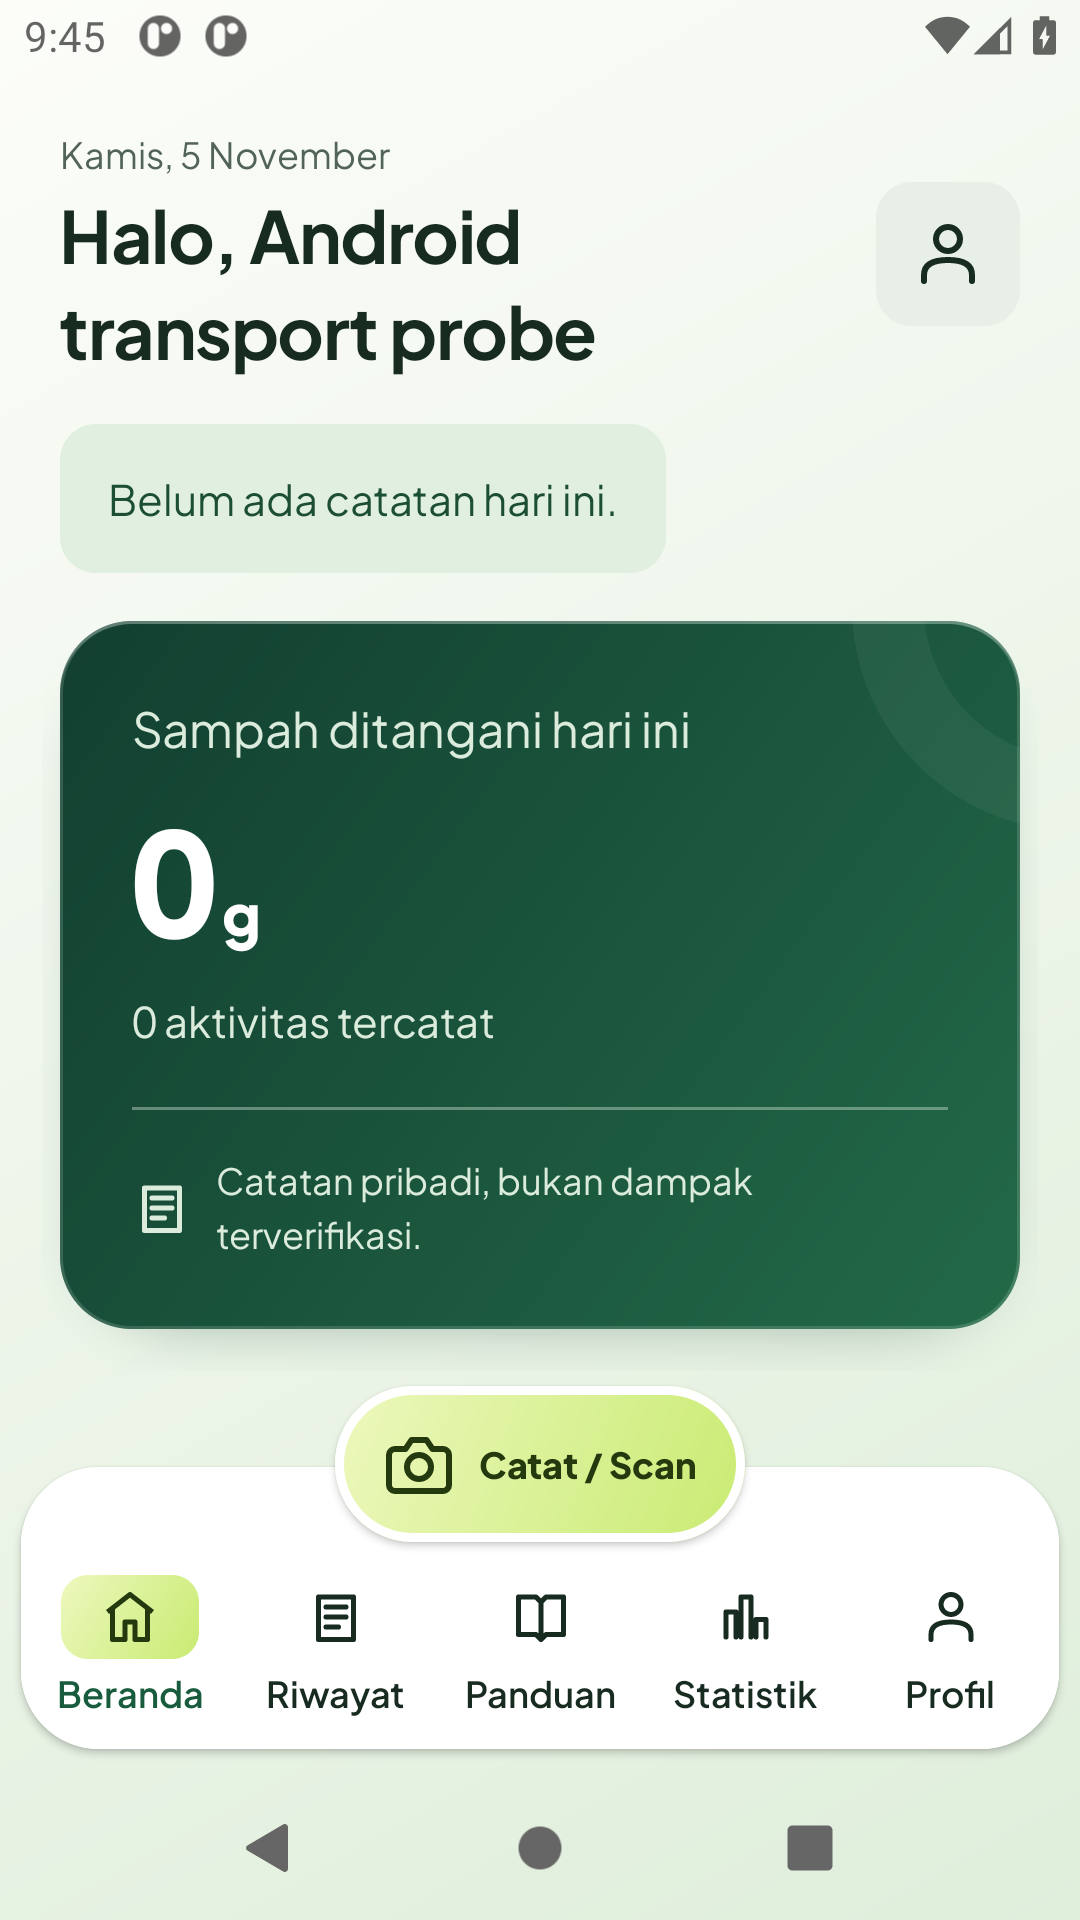 9:45
Kamis, 5 November
Halo, Android
transport probe
Belum ada catatan hari ini.
Sampah ditangani hari ini
0g
0 aktivitas tercatat
Catatan pribadi, bukan dampak
terverifikasi.
Catat / Scan
Beranda Riwayat Panduan Statistik Profil